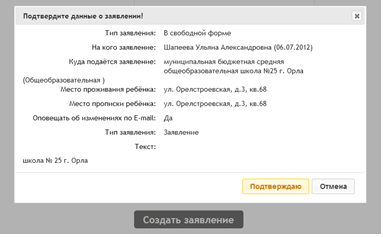 Подтвердите данные о заявлении!
Тип заявления: В свободной форме
На кого заявление: Шапеева Ульяна Александровна (06.07.2012)
Куда подаётся заявление: муниципальная бюджетная средняя
общеобразовательная школа №25 г. Орла
(Общеобразовательная )
Место проживания ребёнка: ул. Орелстроевская, д.3, кв.68
Место прописки ребёнка: ул. Орелстроевская, д.3, кв.68
Оповещать об изменениях по E-mail: Да
Тип заявления: Заявление
Текст:
школа № 25 г. Орла
Подтверждаю Отмена
Создать заявление